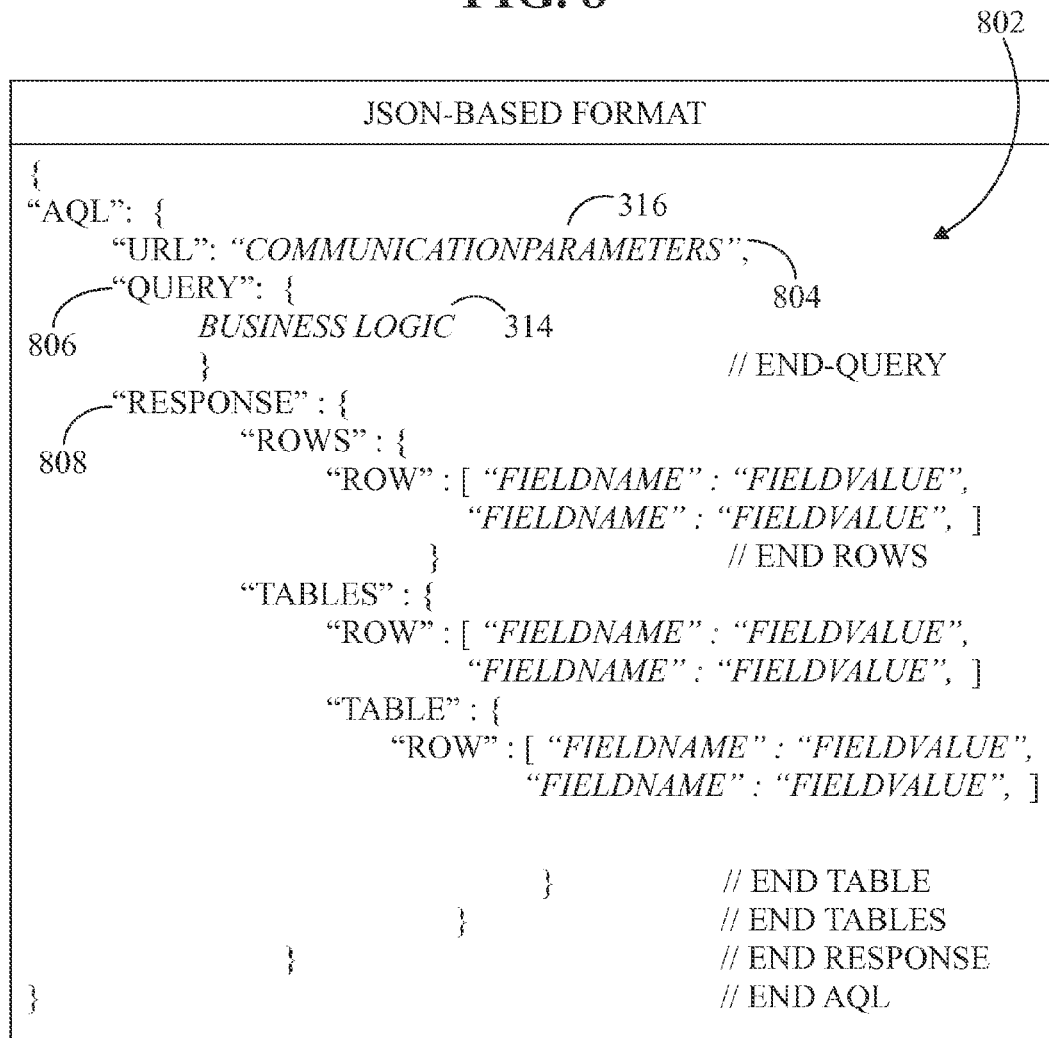 802
JSON-BASED FORMAT
{
“AQL”: {
316
“URL”: “COMMUNICATIONPARAMETERS”,
804
“QUERY”: {
806
BUSINESS LOGIC 314
} // END-QUERY
“RESPONSE” : {
808
“ROWS” : {
“ROW” : [ “FIELDNAME” : “FIELDVALUE”,
“FIELDNAME” : “FIELDVALUE”, ]
} // END ROWS
“TABLES” : {
“ROW” : [ “FIELDNAME” : “FIELDVALUE”,
“FIELDNAME” : “FIELDVALUE”, ]
“TABLE” : {
“ROW” : [ “FIELDNAME” : “FIELDVALUE”,
“FIELDNAME” : “FIELDVALUE”, ]
} // END TABLE
} // END TABLES
} // END RESPONSE
} // END AQL